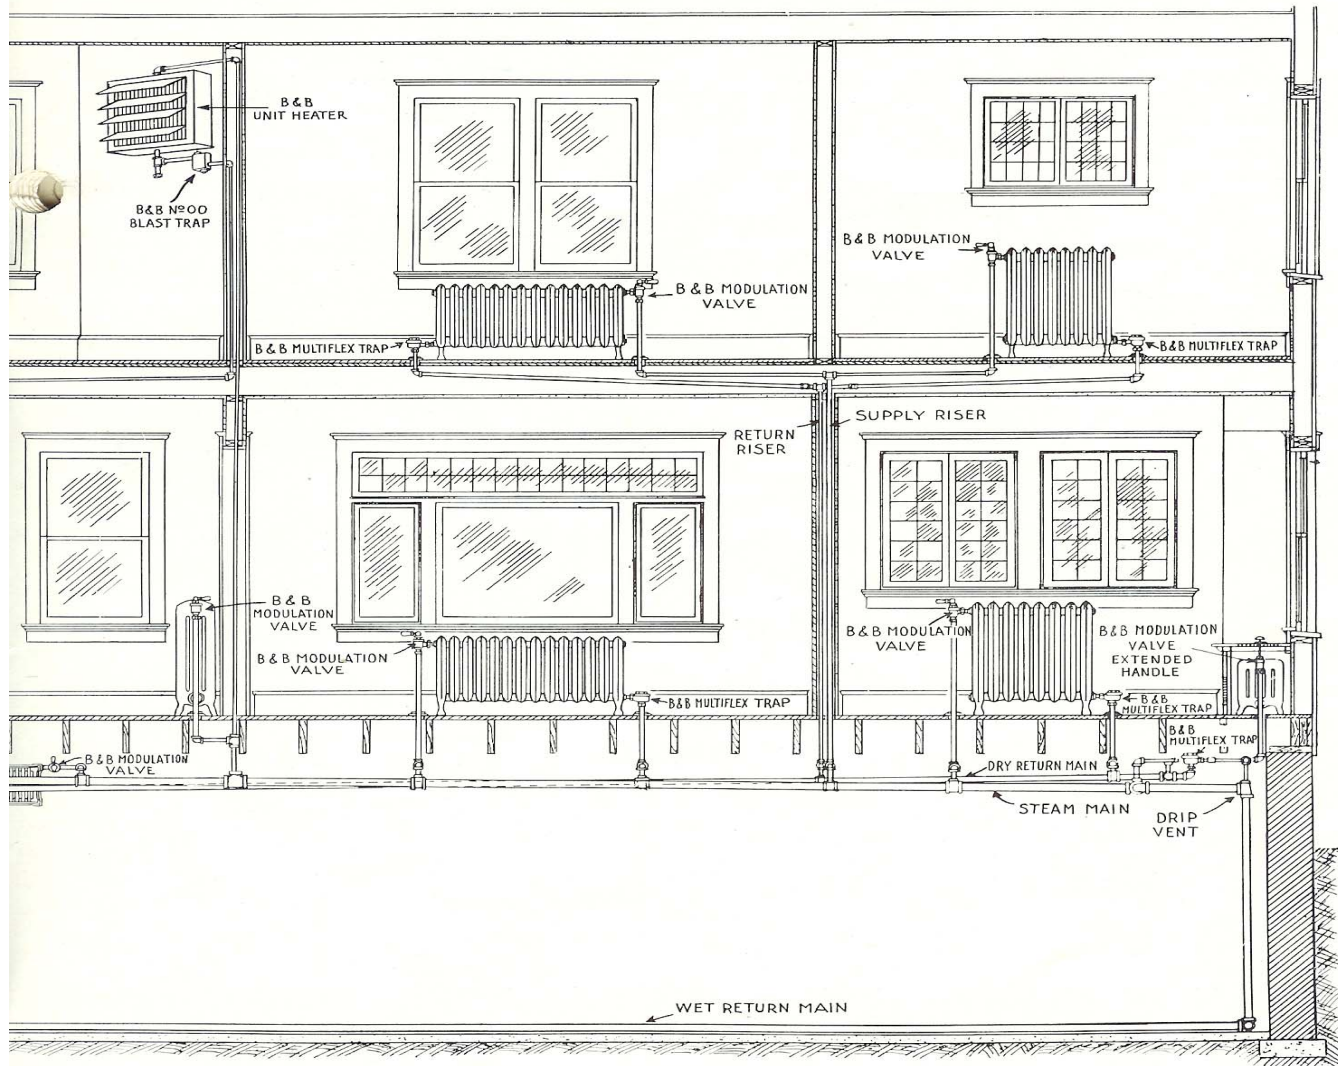 B&B
UNIT HEATER
B&B Nº00
BLAST TRAP
B&B MODULATION
VALVE
B & B MODULATION
VALVE
B & B MULTIFLEX TRAP
B&B MULTIFLEX TRAP
RETURN
RISER
SUPPLY RISER
B & B
MODULATION
VALVE
B&B MODULATION
VALVE
B&B MULTIFLEX TRAP
B&B MODULATION
VALVE
B&B MODULATION
VALVE
EXTENDED
HANDLE
B&B
MULTIFLEX TRAP
B&B
MULTIFLEX TRAP
B&B MODULATION
VALVE
DRY RETURN MAIN
STEAM MAIN
DRIP
VENT
WET RETURN MAIN